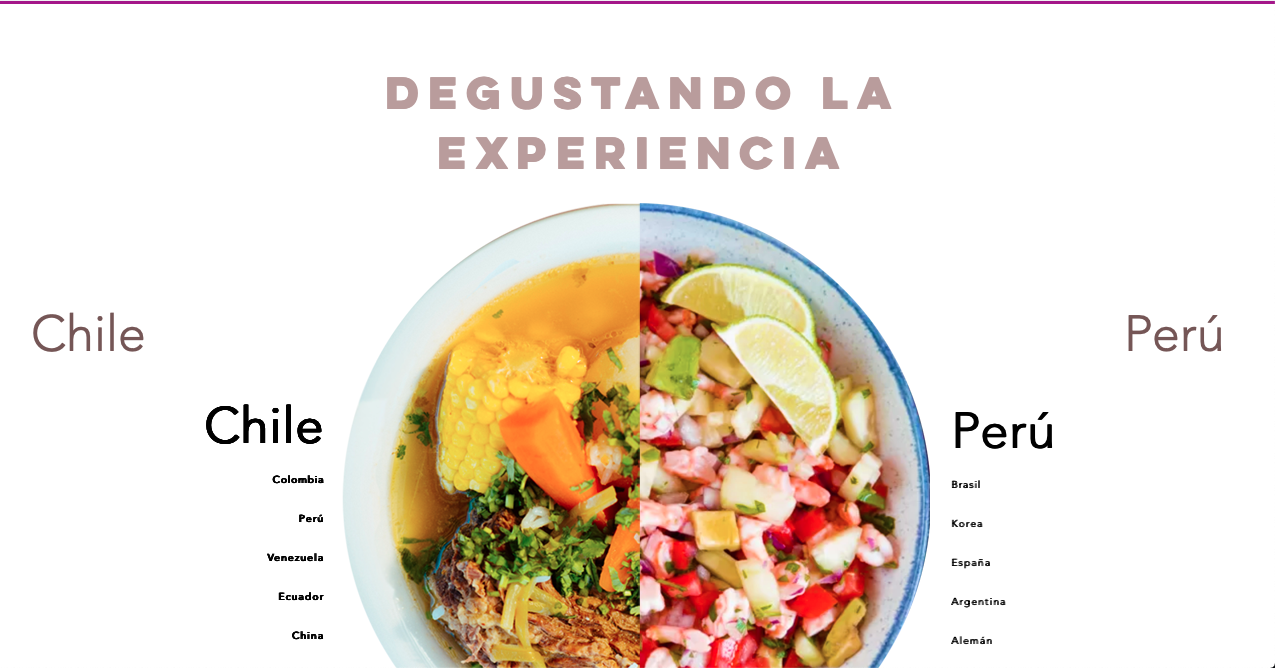 DEGUSTANDO LA
EXPERIENCIA
Chile
Perú
Chile
Colombia
Perú
Venezuela
Ecuador
China
Perú
Brasil
Korea
España
Argentina
Alemán